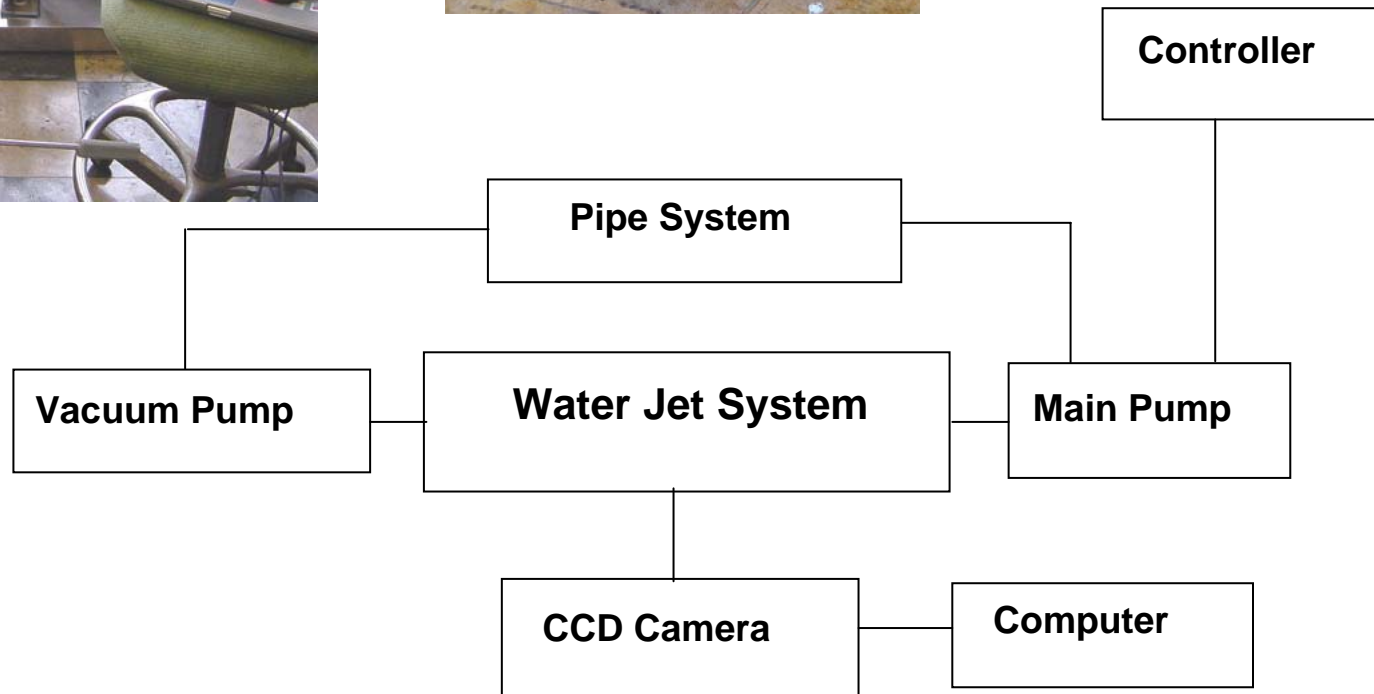 Controller
Pipe System
Vacuum Pump
Water Jet System
Main Pump
CCD Camera
Computer